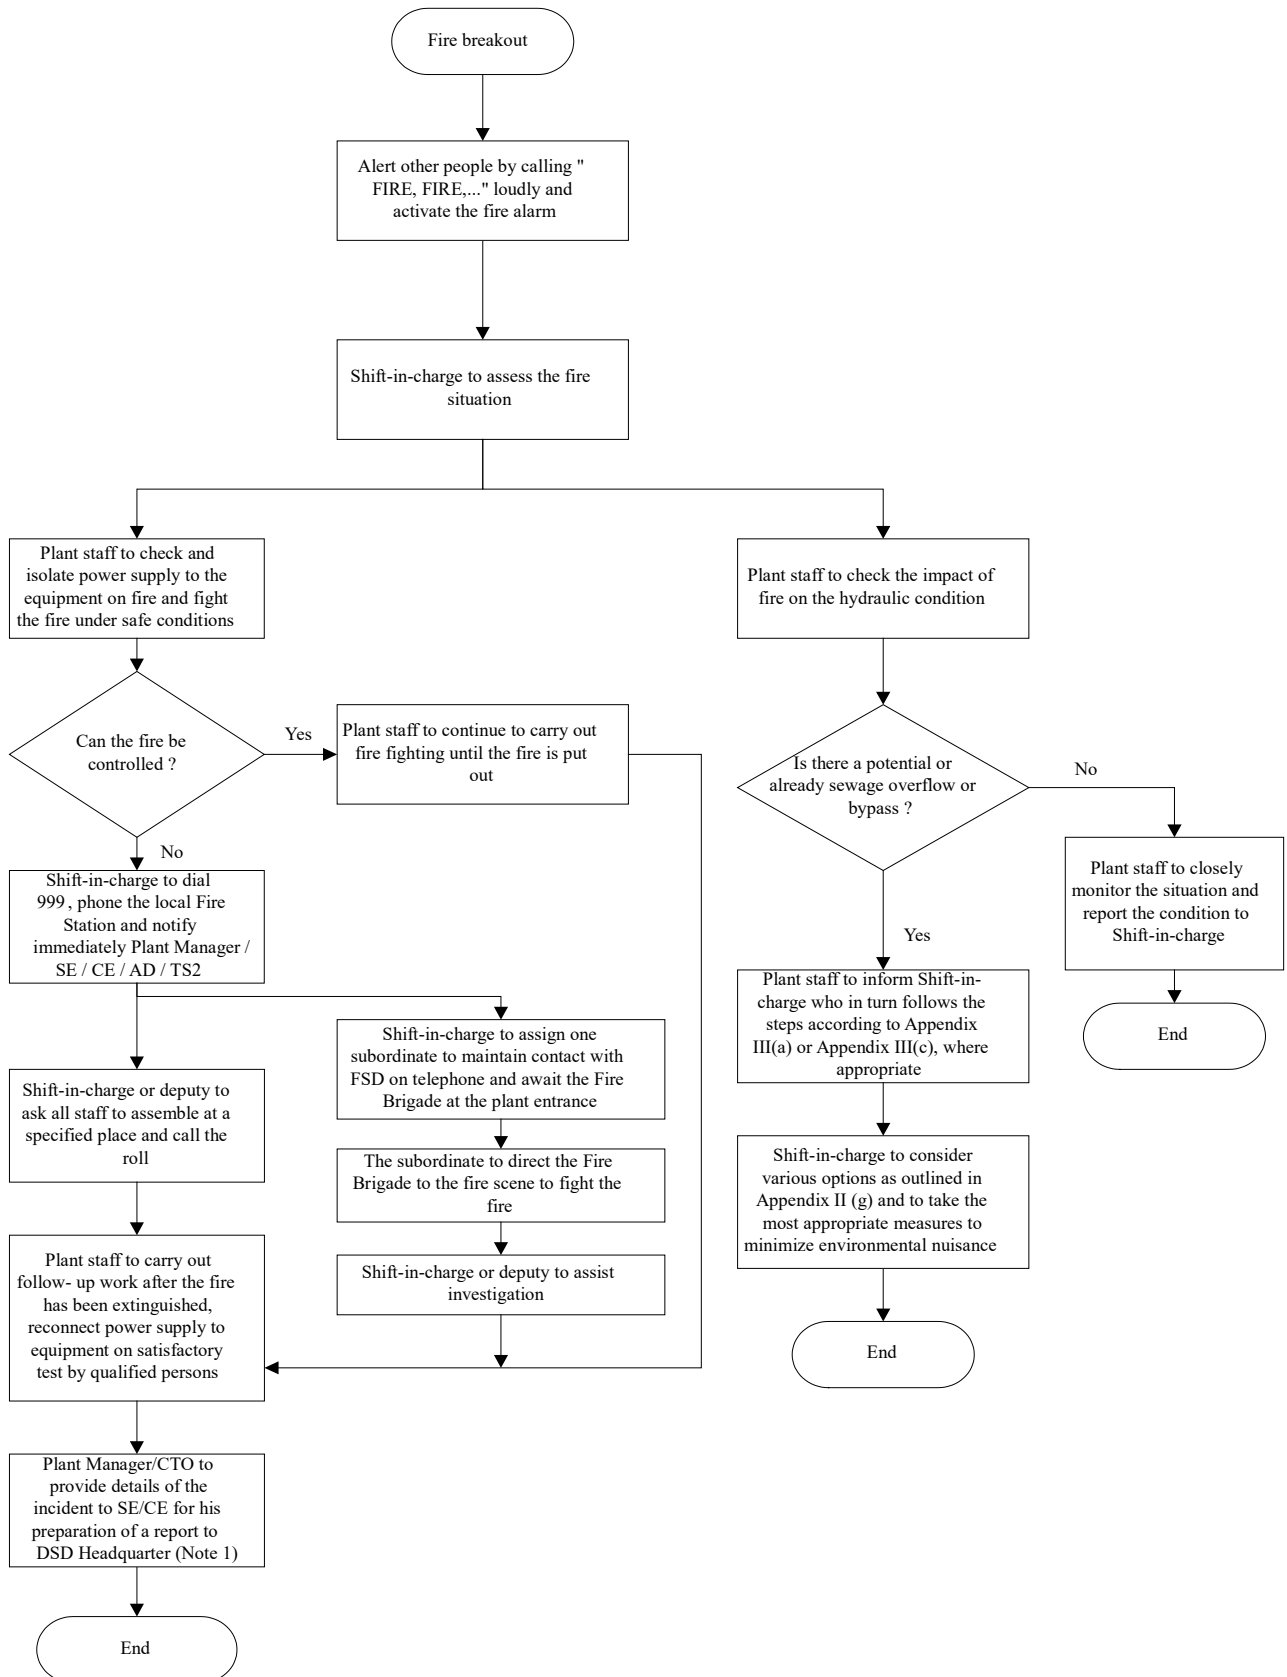 Fire breakout
Alert other people by calling "
FIRE, FIRE,..." loudly and
activate the fire alarm
Shift-in-charge to assess the fire
situation
Plant staff to check and
isolate power supply to the
equipment on fire and fight
the fire under safe conditions
Plant staff to check the impact of
fire on the hydraulic condition
Can the fire be
controlled ?
Yes
Plant staff to continue to carry out
fire fighting until the fire is put
out
Is there a potential or
already sewage overflow or
bypass ?
No
No
Shift-in-charge to dial
999, phone the local Fire
Station and notify
immediately Plant Manager /
SE / CE / AD / TS2
Plant staff to closely
monitor the situation and
report the condition to
Shift-in-charge
Yes
Plant staff to inform Shift-in-
charge who in turn follows the
steps according to Appendix
III(a) or Appendix III(c), where
appropriate
End
Shift-in-charge to assign one
subordinate to maintain contact with
FSD on telephone and await the Fire
Brigade at the plant entrance
Shift-in-charge or deputy to
ask all staff to assemble at a
specified place and call the
roll
The subordinate to direct the Fire
Brigade to the fire scene to fight the
fire
Shift-in-charge to consider
various options as outlined in
Appendix II (g) and to take the
most appropriate measures to
minimize environmental nuisance
Plant staff to carry out
follow- up work after the fire
has been extinguished,
reconnect power supply to
equipment on satisfactory
test by qualified persons
Shift-in-charge or deputy to assist
investigation
End
Plant Manager/CTO to
provide details of the
incident to SE/CE for his
preparation of a report to
DSD Headquarter (Note 1)
End